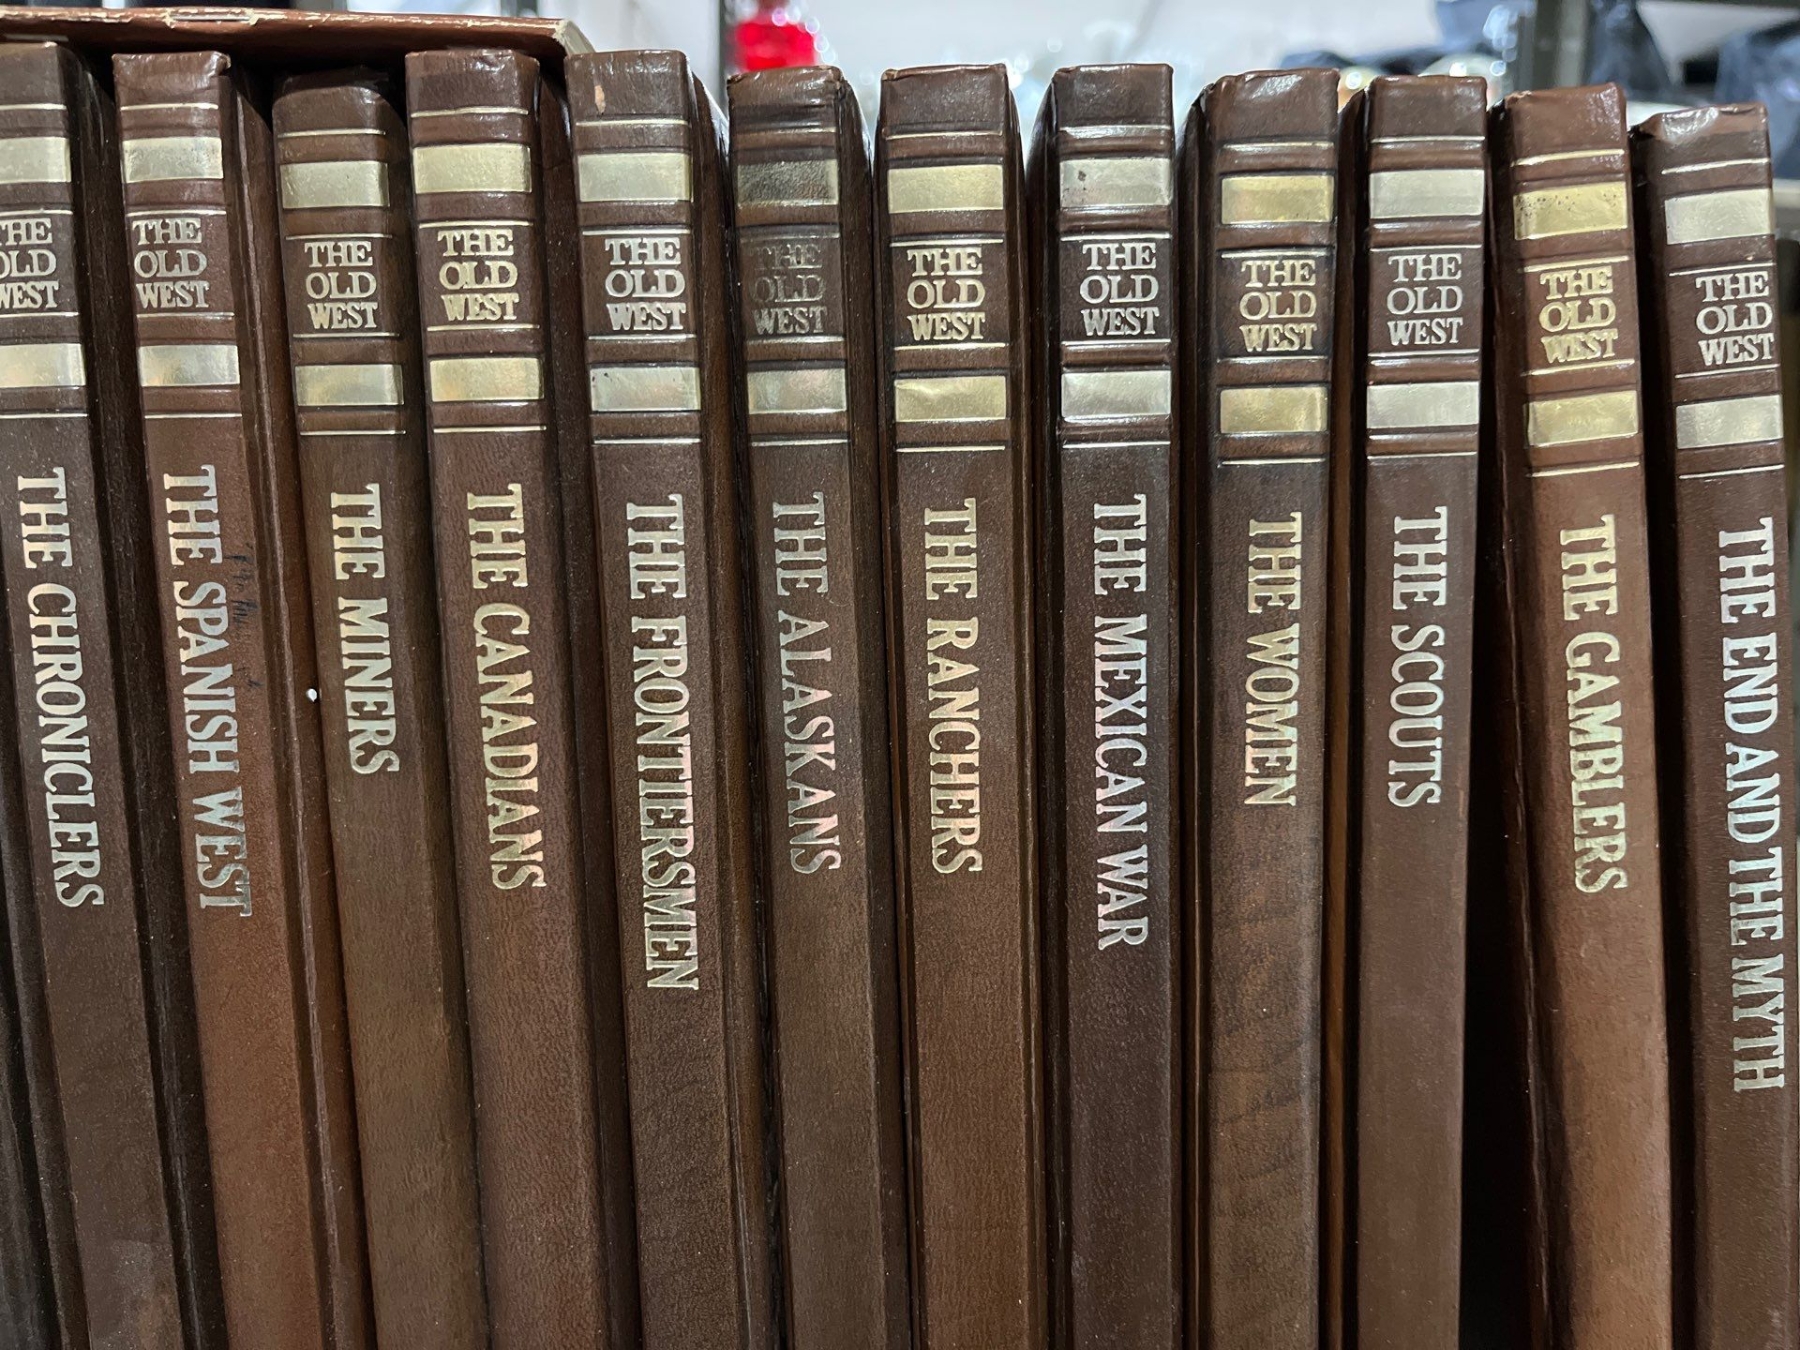 THE
OLD
WEST
THE CHRONICLERS
THE
OLD
WEST
THE SPANISH WEST
THE
OLD
WEST
THE MINERS
THE
OLD
WEST
THE CANADIANS
THE
OLD
WEST
THE FRONTIERSMEN
THE
OLD
WEST
THE ALASKANS
THE
OLD
WEST
THE RANCHERS
THE
OLD
WEST
THE MEXICAN WAR
THE
OLD
WEST
THE WOMEN
THE
OLD
WEST
THE SCOUTS
THE
OLD
WEST
THE GAMBLERS
THE
OLD
WEST
THE END AND THE MYTH